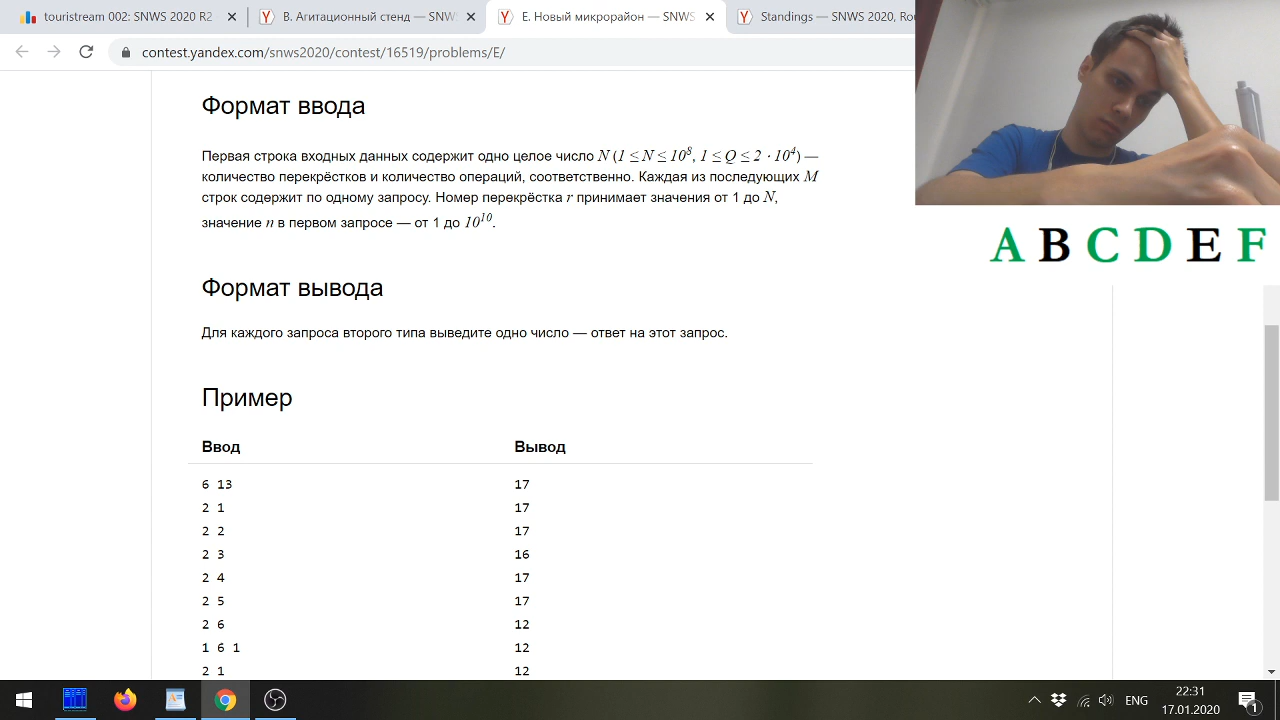 touristream 002: SNWS 2020 R2
B. Агитационный стенд — SNWS
E. Новый микрорайон — SNWS
Standings — SNWS 2020, Rou
contest.yandex.com/snws2020/contest/16519/problems/E/
Формат ввода
Первая строка входных данных содержит одно целое число N (1 ≤ N ≤ 10^8, 1 ≤ Q ≤ 2 · 10^4) —
количество перекрёстков и количество операций, соответственно. Каждая из последующих M
строк содержит по одному запросу. Номер перекрёстка r принимает значения от 1 до N,
значение n в первом запросе — от 1 до 10^10.
A B C D E F
Формат вывода
Для каждого запроса второго типа выведите одно число — ответ на этот запрос.
Пример
Ввод Вывод
6 13 17
2 1 17
2 2 17
2 3 16
2 4 17
2 5 17
2 6 12
1 6 1 12
2 1 12
ENG
22:31
17.01.2020
1